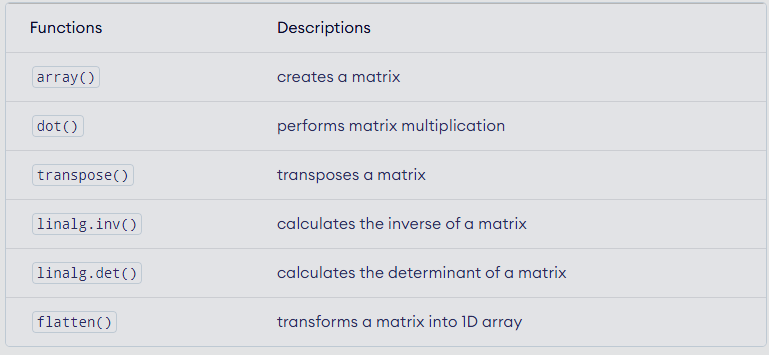 Functions Descriptions
array() creates a matrix
dot() performs matrix multiplication
transpose() transposes a matrix
linalg.inv() calculates the inverse of a matrix
linalg.det() calculates the determinant of a matrix
flatten() transforms a matrix into 1D array